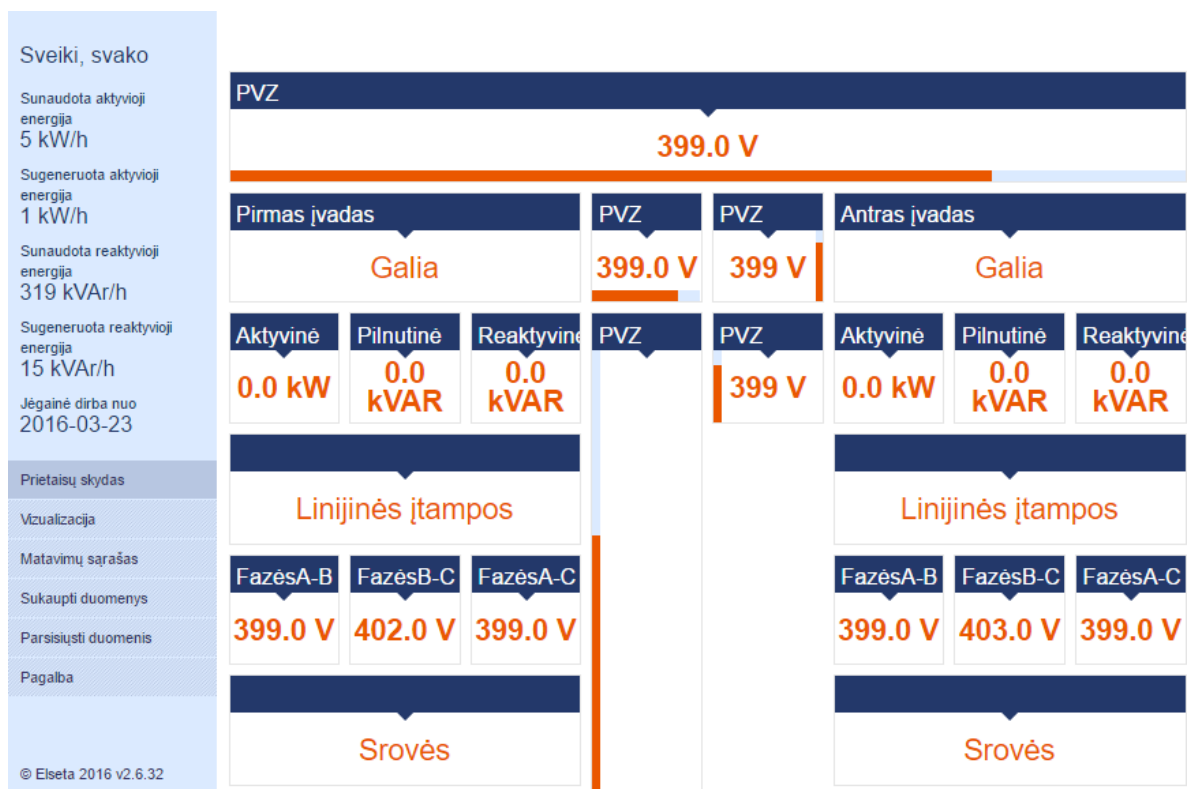 Sveiki, svako
Sunaudota aktyvioji
energija
5 kW/h
Sugeneruota aktyvioji
energija
1 kW/h
Sunaudota reaktyvioji
energija
319 kVAr/h
Sugeneruota reaktyvioji
energija
15 kVAr/h
Jėgainė dirba nuo
2016-03-23
Prietaisų skydas
Vizualizacija
Matavimų sąrašas
Sukaupti duomenys
Parsisiųsti duomenis
Pagalba
© Elseta 2016 v2.6.32
PVZ
399.0 V
Pirmas įvadas
Galia
PVZ
399.0 V
PVZ
399 V
Antras įvadas
Galia
Aktyvinė
0.0 kW
Pilnutinė
0.0
kVAR
Reaktyvinė
0.0
kVAR
PVZ
PVZ
399 V
Aktyvinė
0.0 kW
Pilnutinė
0.0
kVAR
Reaktyvinė
0.0
kVAR
Linijinės įtampos
Linijinės įtampos
FazėsA-B
399.0 V
FazėsB-C
402.0 V
FazėsA-C
399.0 V
FazėsA-B
399.0 V
FazėsB-C
403.0 V
FazėsA-C
399.0 V
Srovės
Srovės